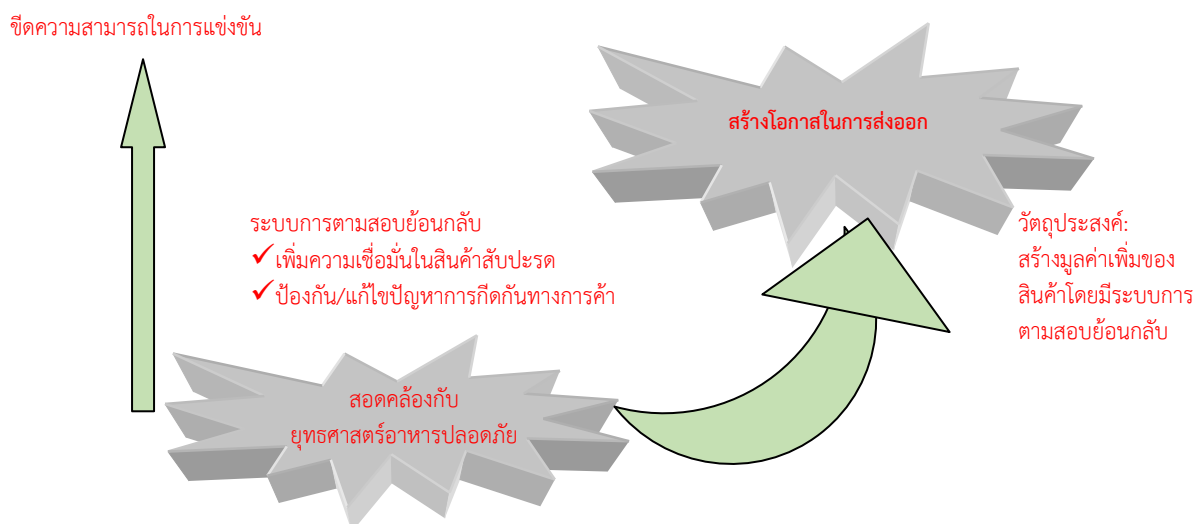 ขีดความสามารถในการแข่งขัน
สร้างโอกาสในการส่งออก
ระบบการตามสอบย้อนกลับ
✓เพิ่มความเชื่อมั่นในสินค้าสับปะรด
✓ป้องกัน/แก้ไขปัญหาการกีดกันทางการค้า
วัตถุประสงค์:
สร้างมูลค่าเพิ่มของ
สินค้าโดยมีระบบการ
ตามสอบย้อนกลับ
สอดคล้องกับ
ยุทธศาสตร์อาหารปลอดภัย